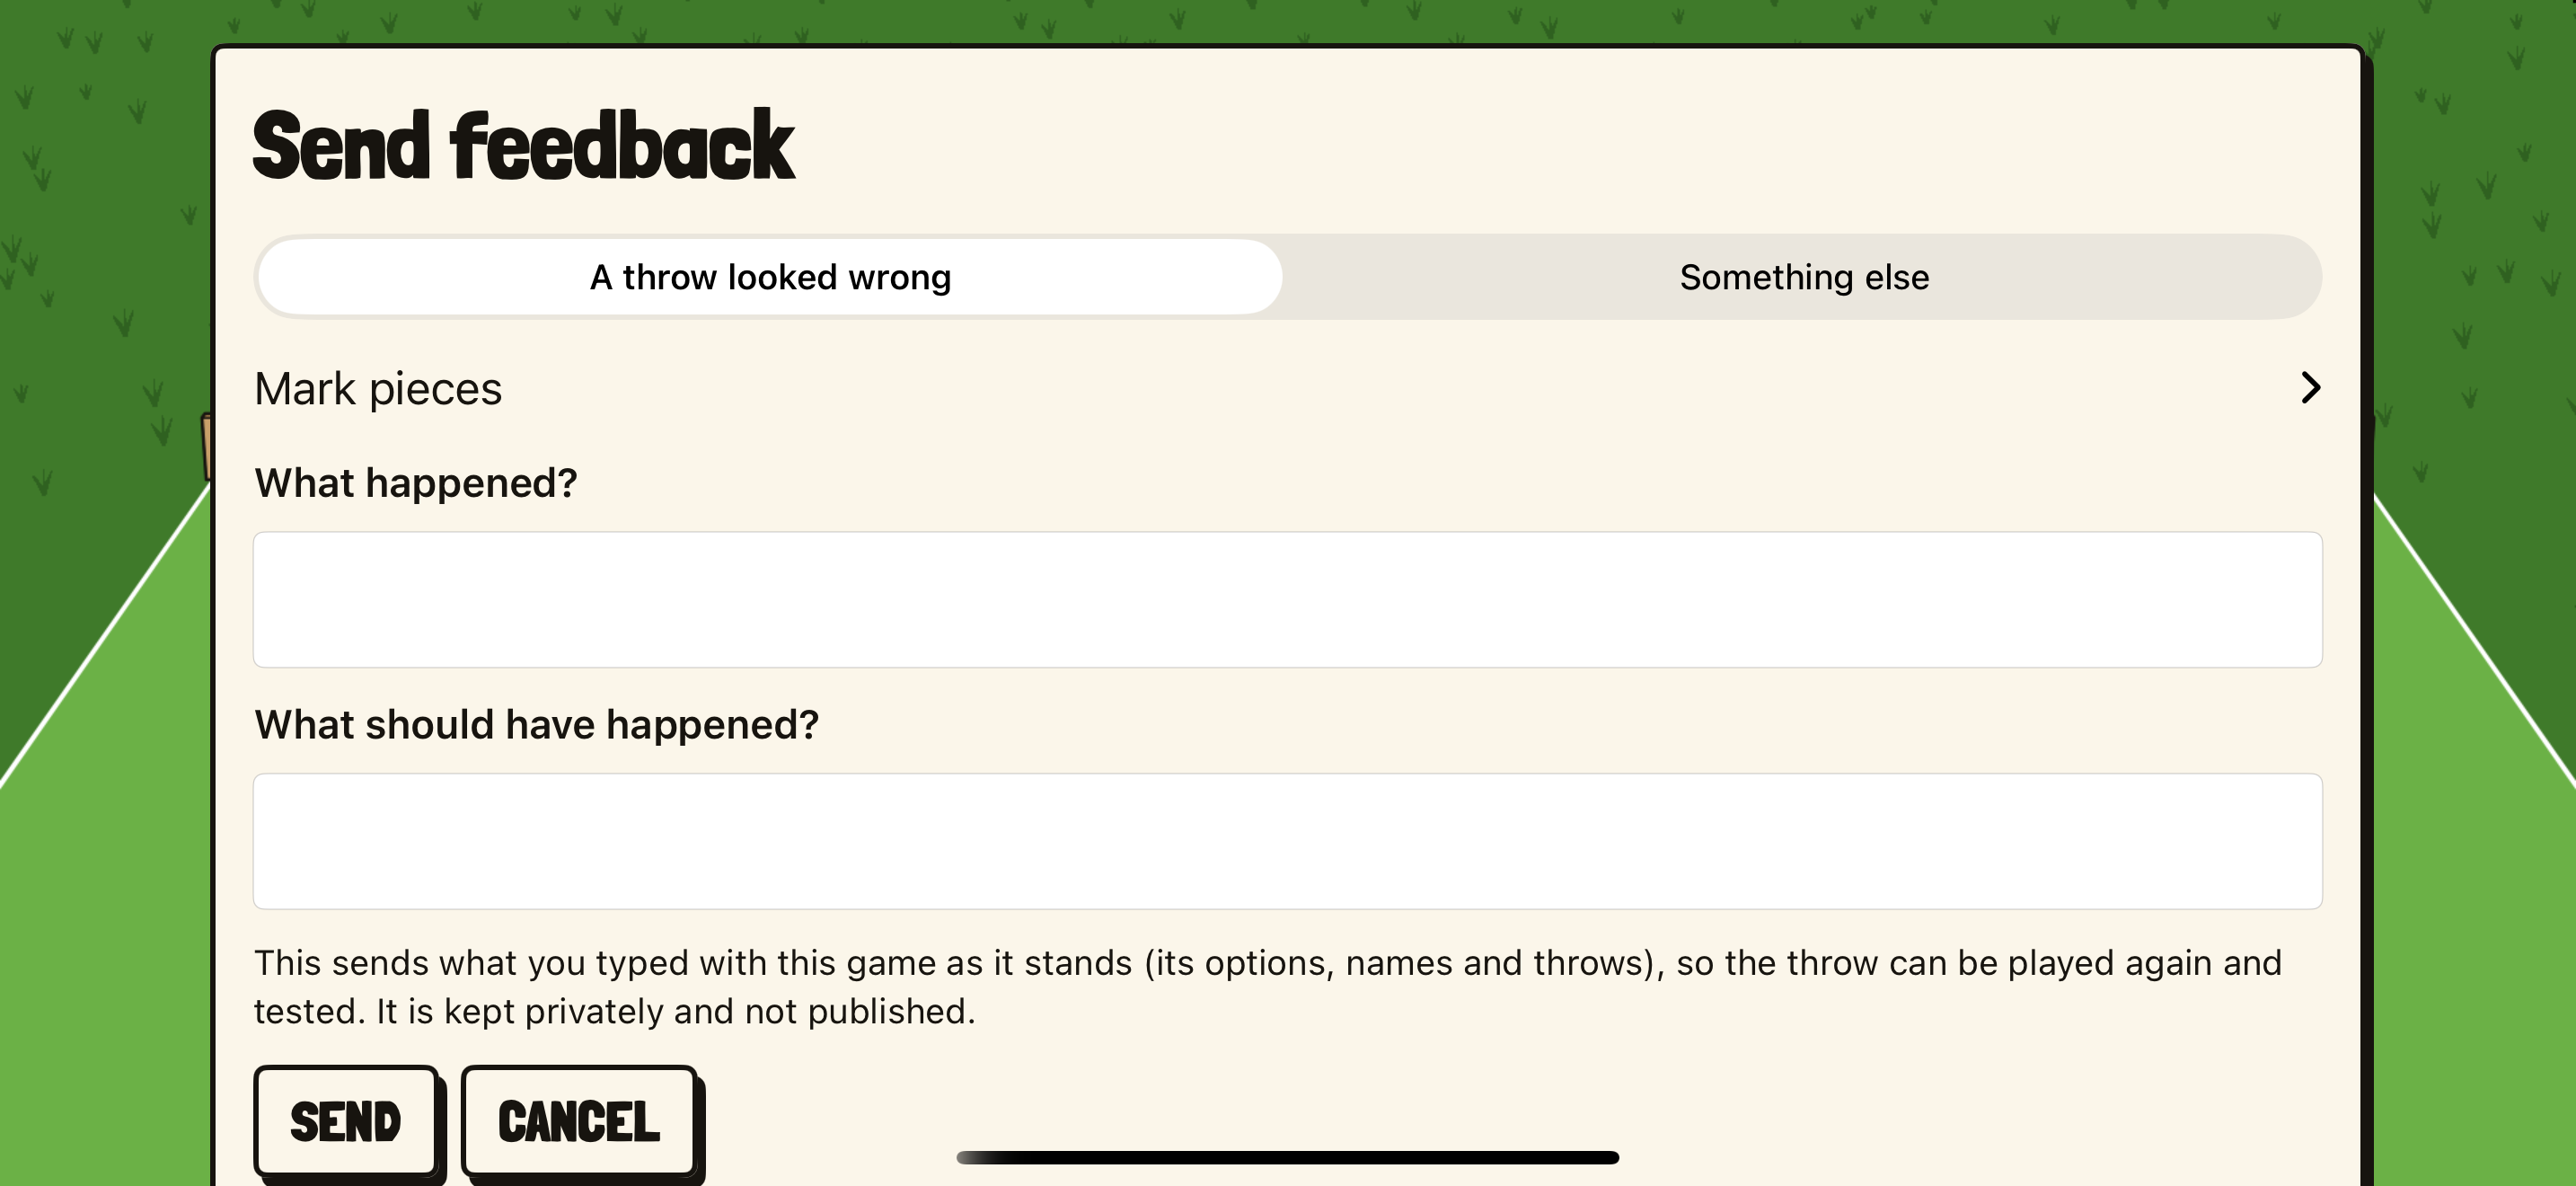 Send feedback
A throw looked wrong
Something else
Mark pieces
What happened?
What should have happened?
This sends what you typed with this game as it stands (its options, names and throws), so the throw can be played again and
tested. It is kept privately and not published.
SEND
CANCEL